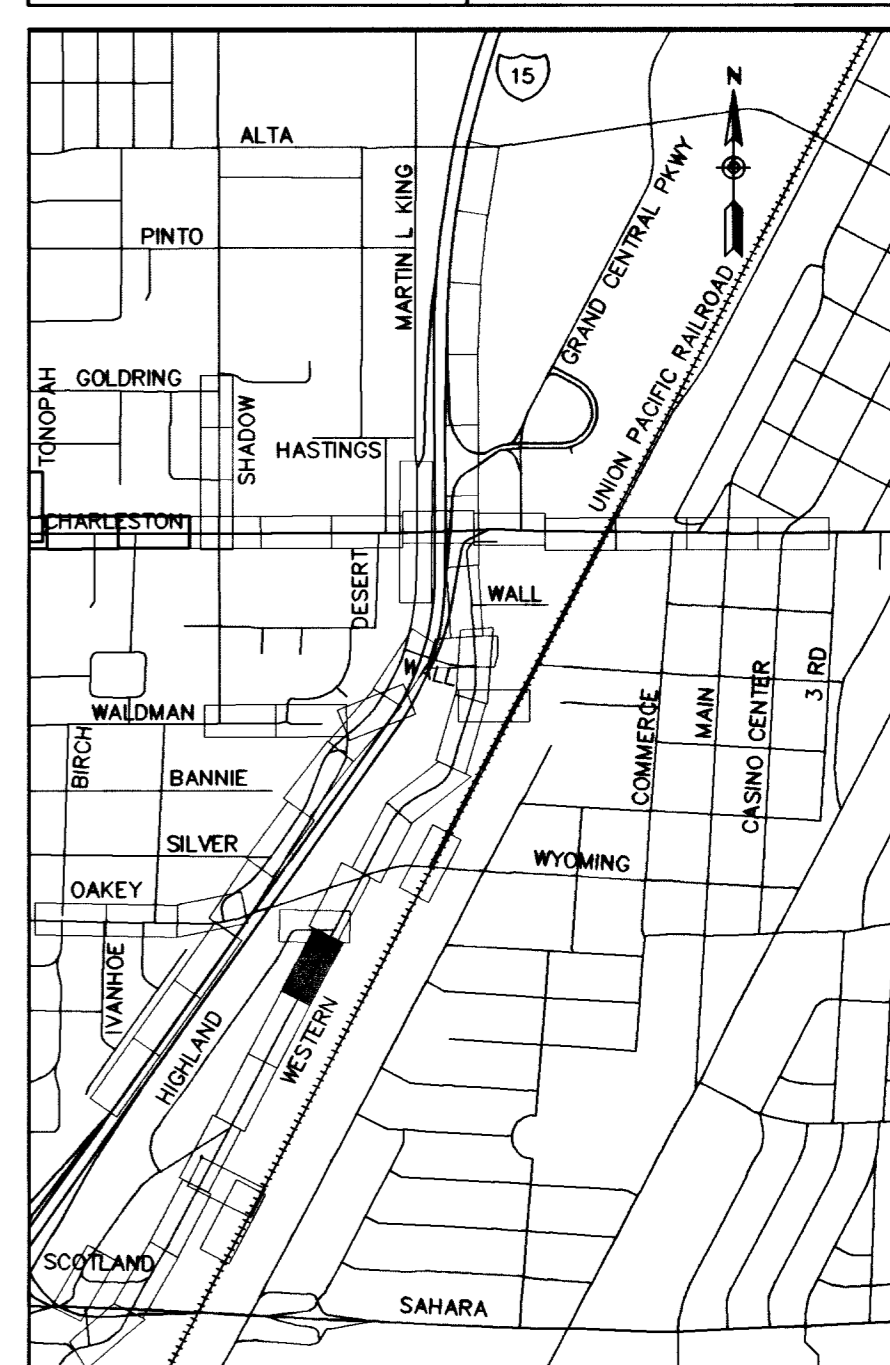 15
N
ALTA
MARTIN L KING
GRAND CENTRAL PKWY
PINTO
UNION PACIFIC RAILROAD
GOLDRING
TONOPAH
SHADOW
HASTINGS
CHARLESTON
DESERT
WALL
W
3 RD
COMMERCE
MAIN
CASINO CENTER
WALDMAN
BIRCH
BANNIE
SILVER
WYOMING
OAKEY
IVANHOE
HIGHLAND
WESTERN
SCOTLAND
SAHARA